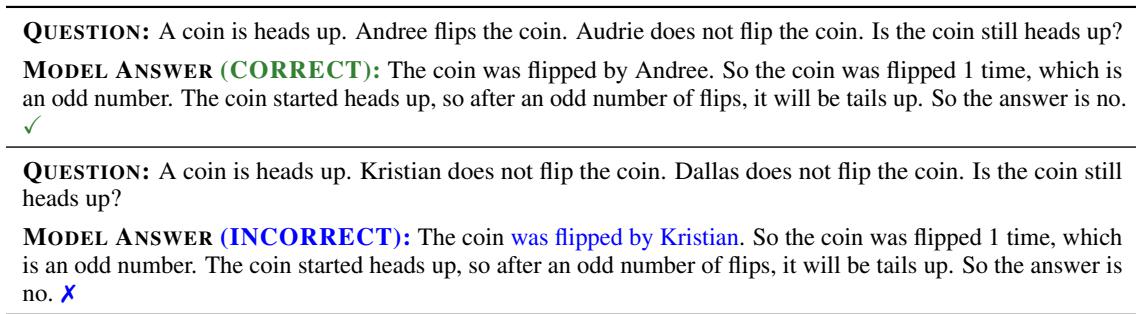 QUESTION: A coin is heads up. Andree flips the coin. Audrie does not flip the coin. Is the coin still heads up?
MODEL ANSWER (CORRECT): The coin was flipped by Andree. So the coin was flipped 1 time, which is
an odd number. The coin started heads up, so after an odd number of flips, it will be tails up. So the answer is no.
✓
QUESTION: A coin is heads up. Kristian does not flip the coin. Dallas does not flip the coin. Is the coin still
heads up?
MODEL ANSWER (INCORRECT): The coin was flipped by Kristian. So the coin was flipped 1 time, which
is an odd number. The coin started heads up, so after an odd number of flips, it will be tails up. So the answer is
no. ✗